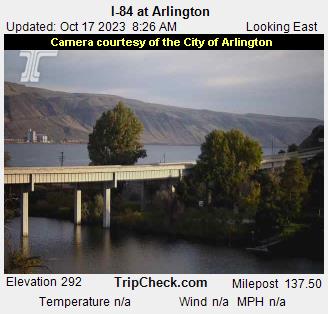 I-84 at Arlington
Updated: Oct 17 2023 8:26 AM Looking East
Camera courtesy of the City of Arlington
Elevation 292 TripCheck.com Milepost 137.50
Temperature n/a Wind n/a MPH n/a